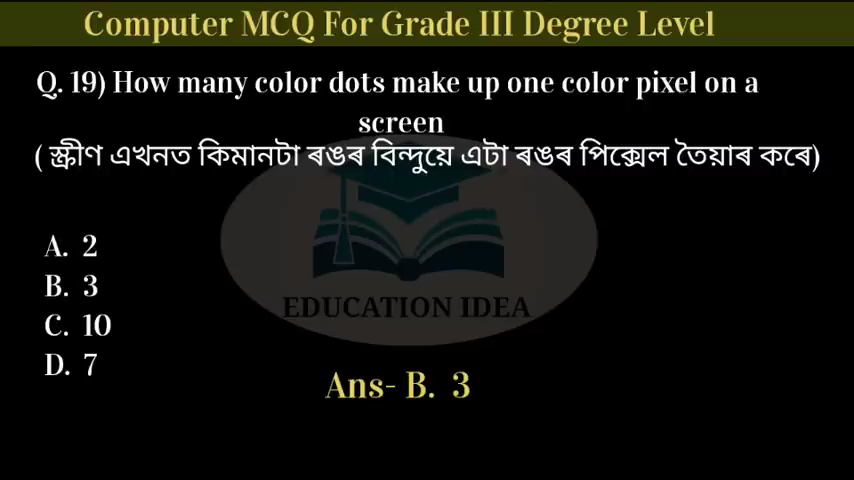 Computer MCQ For Grade III Degree Level
Q. 19) How many color dots make up one color pixel on a
screen
( স্ক্ৰীণ এখনত কিমানটা ৰঙৰ বিন্দুয়ে এটা ৰঙৰ পিক্সেল তৈয়াৰ কৰে)
A. 2
B. 3
C. 10
D. 7
EDUCATION IDEA
Ans- B. 3